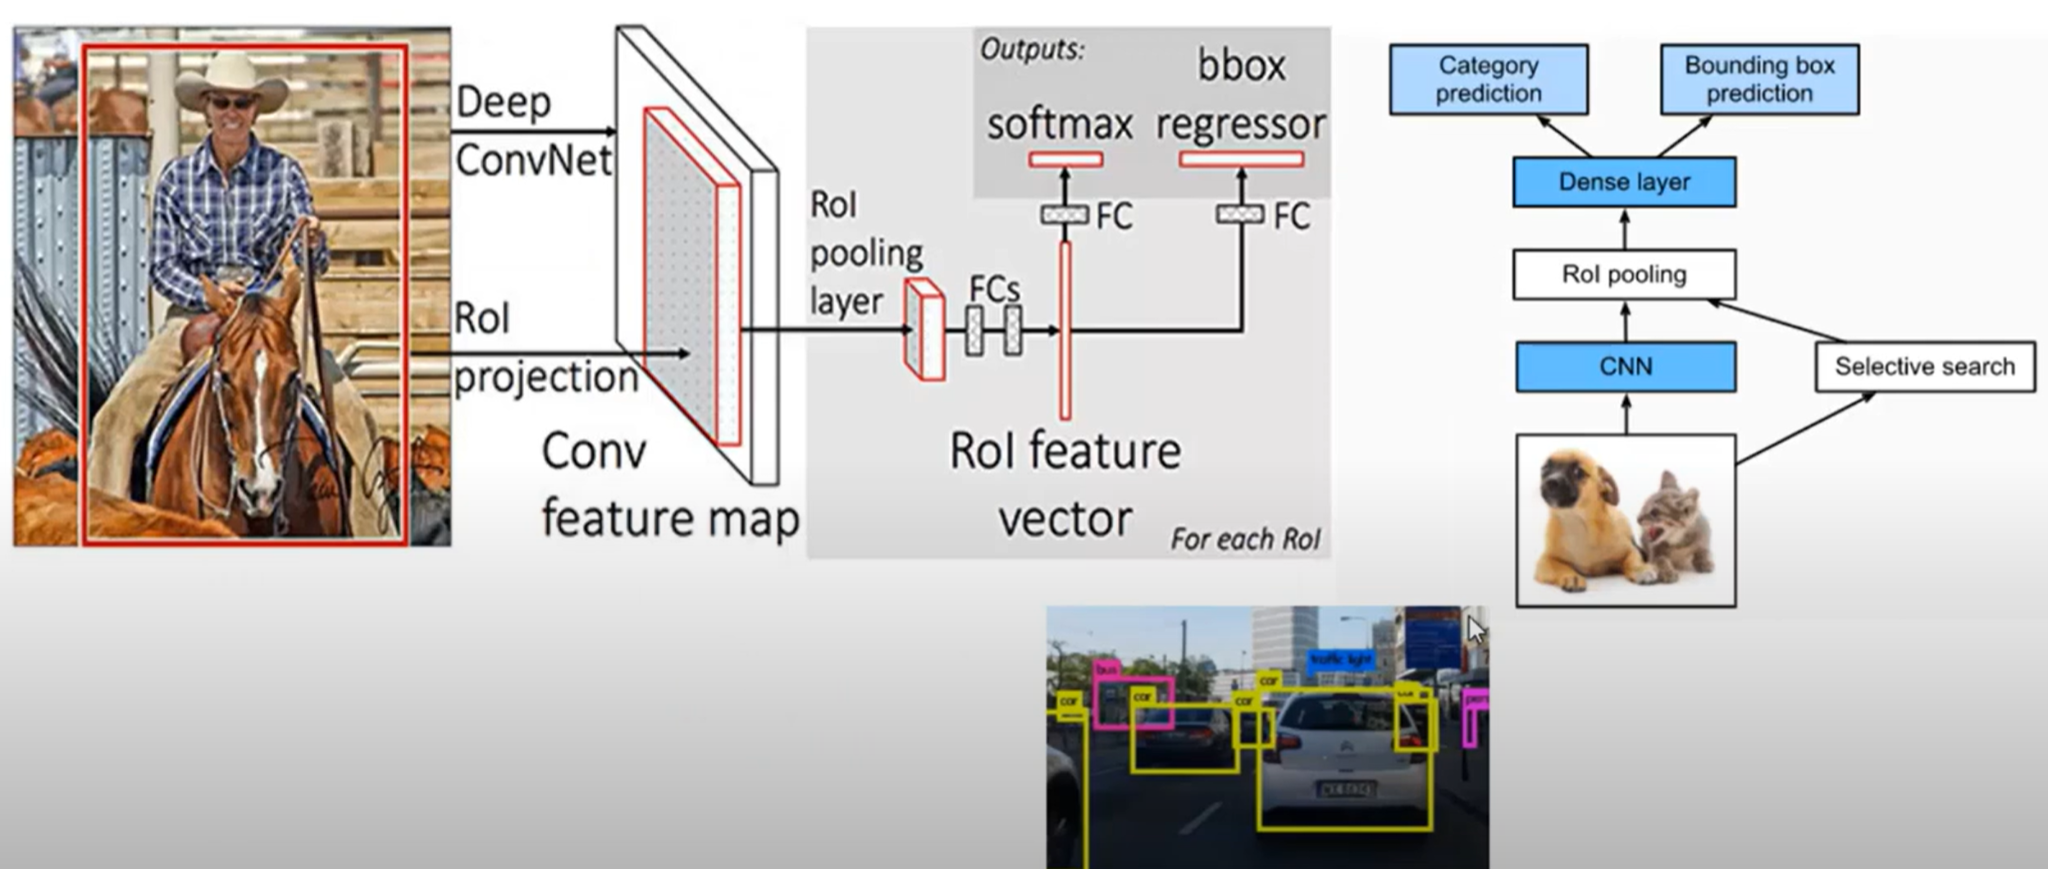 Deep
ConvNet
RoI
projection
Conv
feature map
RoI
pooling
layer
FCs
Outputs:
softmax
bbox
regressor
FC
FC
RoI feature
vector
For each RoI
Category
prediction
Bounding box
prediction
Dense layer
RoI pooling
CNN
Selective search
bus
car
car
car
car
traffic light